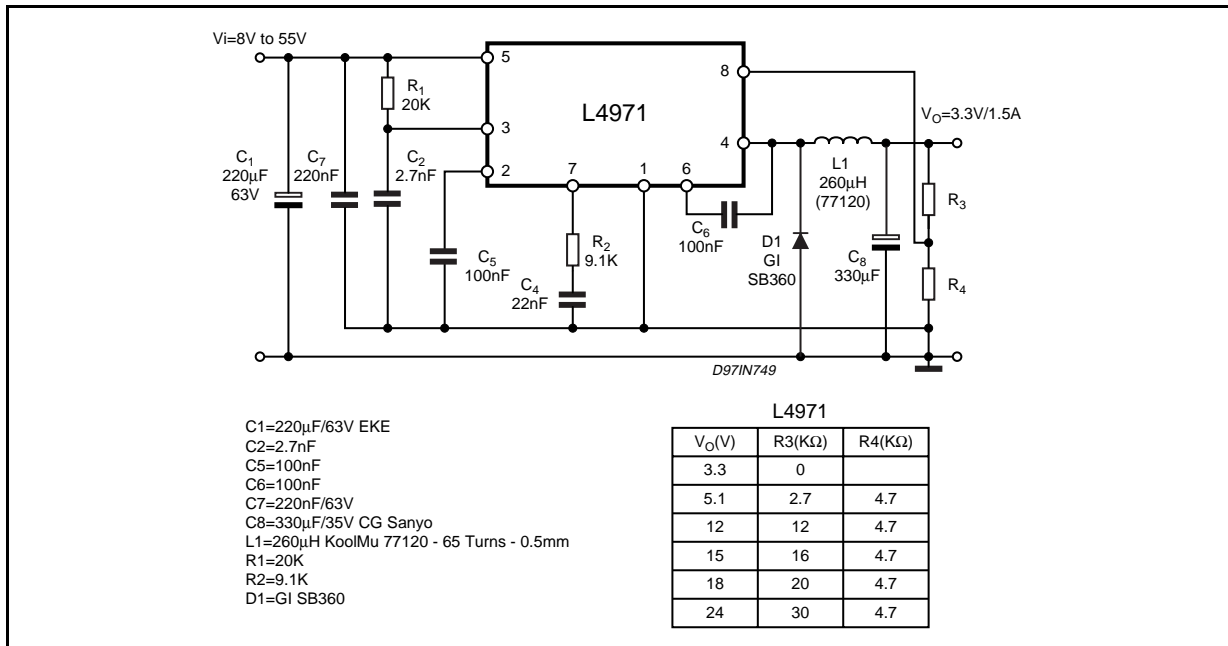 Vi=8V to 55V
5
8
R1
20K
L4971
VO=3.3V/1.5A
3
4
C1
220μF
63V
C7
220nF
C2
2.7nF
2
7
1
6
L1
260μH
(77120)
R3
C6
100nF
R2
9.1K
D1
GI
SB360
C8
330μF
C5
100nF
C4
22nF
R4
D97IN749
C1=220μF/63V EKE
C2=2.7nF
C5=100nF
C6=100nF
C7=220nF/63V
C8=330μF/35V CG Sanyo
L1=260μH KoolMu 77120 - 65 Turns - 0.5mm
R1=20K
R2=9.1K
D1=GI SB360
L4971
VO(V) R3(KΩ) R4(KΩ)
3.3 0
5.1 2.7 4.7
12 12 4.7
15 16 4.7
18 20 4.7
24 30 4.7